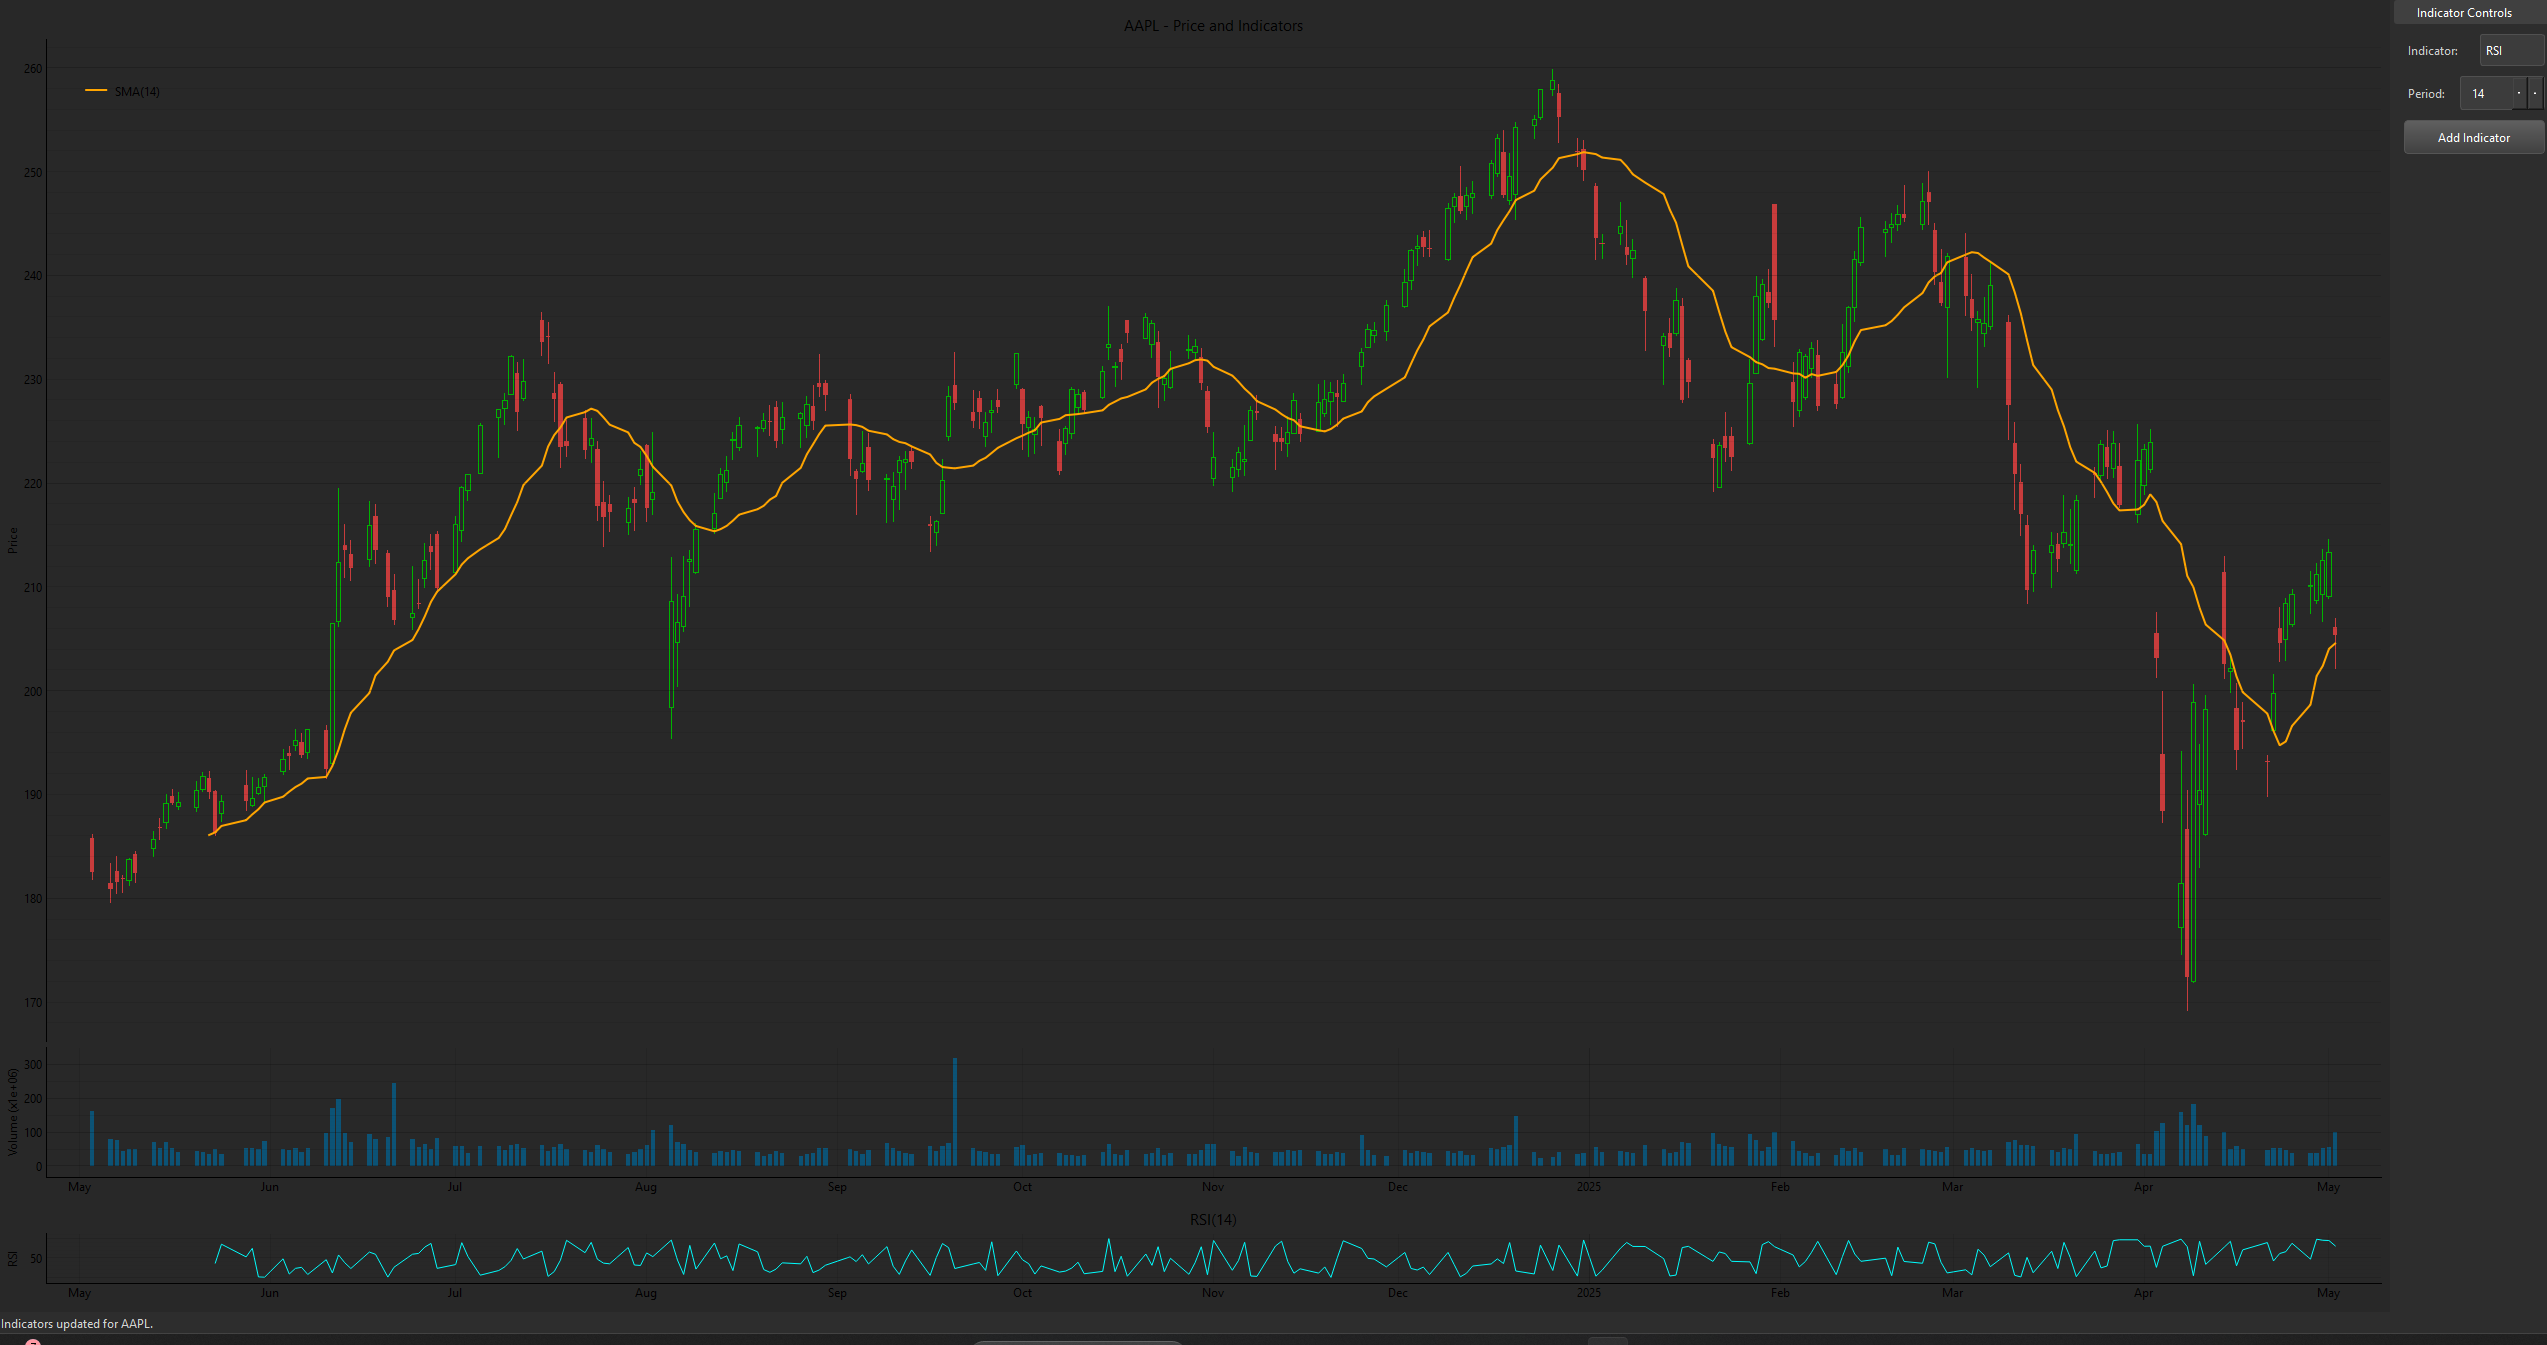 AAPL - Price and Indicators
Indicator Controls
Indicator: RSI
Period: 14
Add Indicator
SMA(14)
Price
260
250
240
230
220
210
200
190
180
170
Volume (x1e+06)
300
200
100
0
May Jun Jul Aug Sep Oct Nov Dec 2025 Feb Mar Apr May
RSI(14)
RSI
50
May Jun Jul Aug Sep Oct Nov Dec 2025 Feb Mar Apr May
Indicators updated for AAPL.